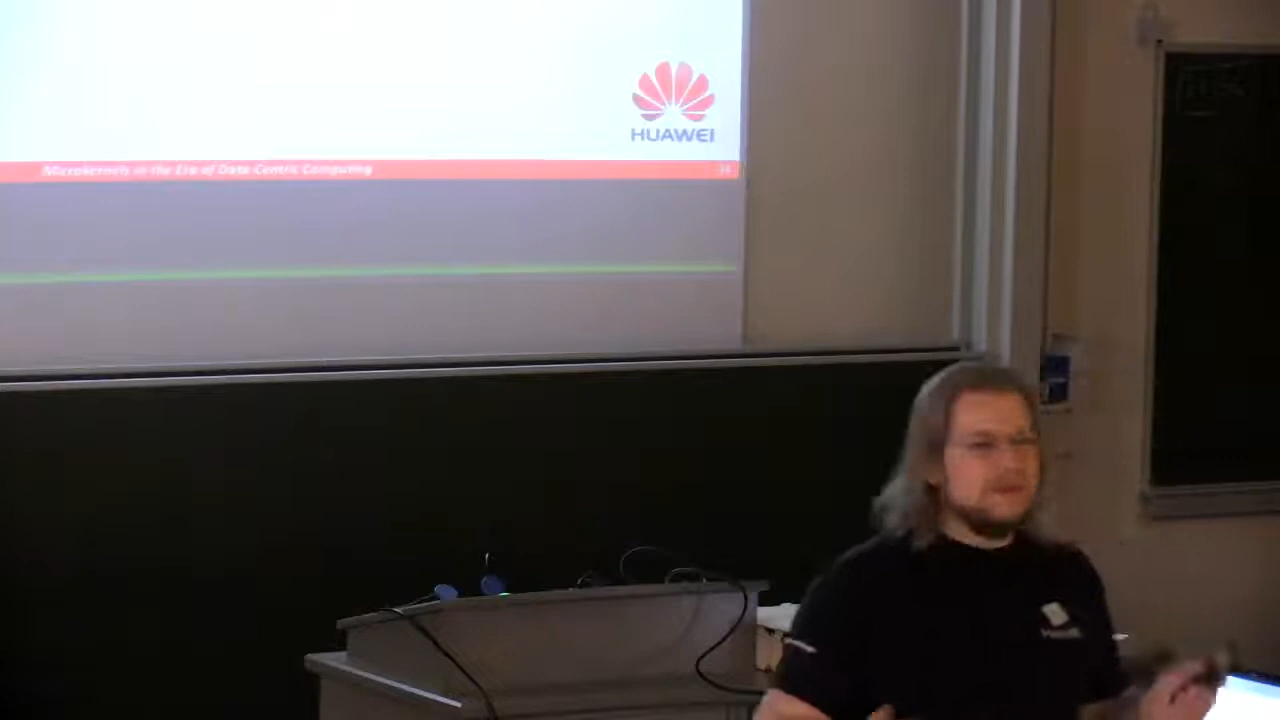 HUAWEI
Microkernels in the Era of Data Centric Computing